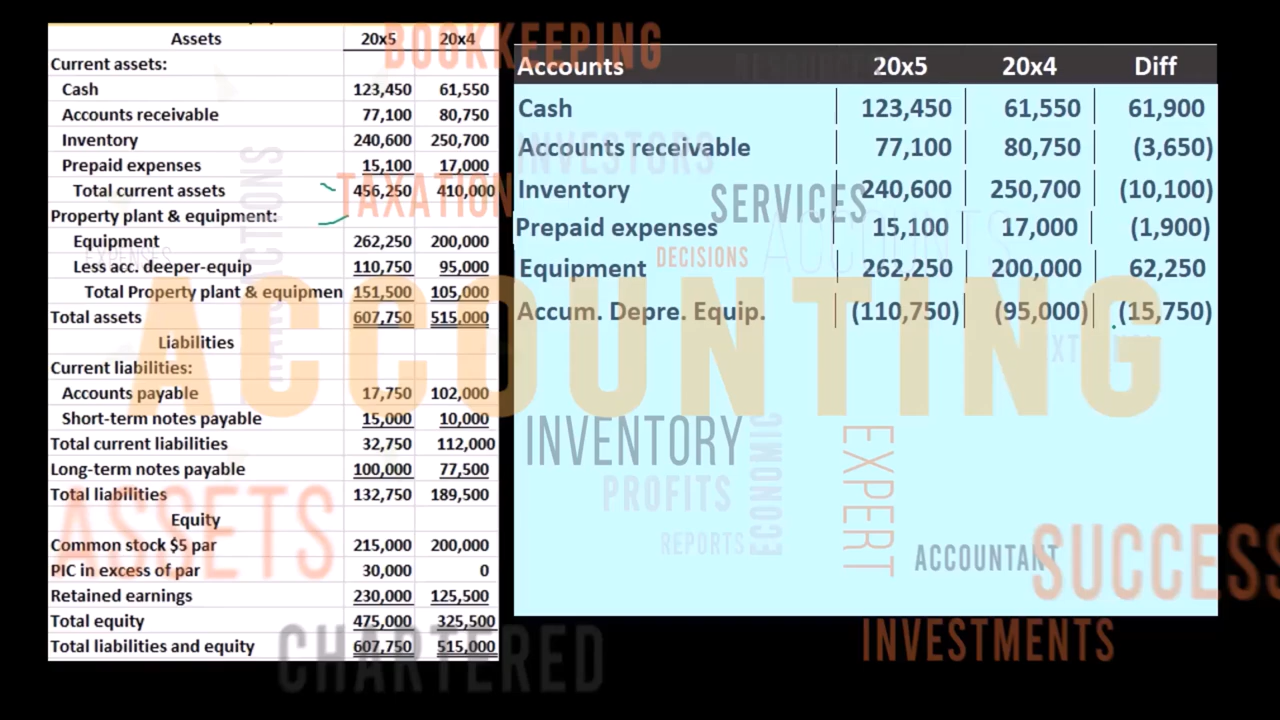 Assets 20x5 20x4
Current assets:
Cash 123,450 61,550
Accounts receivable 77,100 80,750
Inventory 240,600 250,700
Prepaid expenses 15,100 17,000
Total current assets 456,250 410,000
Property plant & equipment:
Equipment 262,250 200,000
Less acc. deeper-equip 110,750 95,000
Total Property plant & equipmen 151,500 105,000
Total assets 607,750 515,000
Liabilities
Current liabilities:
Accounts payable 17,750 102,000
Short-term notes payable 15,000 10,000
Total current liabilities 32,750 112,000
Long-term notes payable 100,000 77,500
Total liabilities 132,750 189,500
Equity
Common stock $5 par 215,000 200,000
PIC in excess of par 30,000 0
Retained earnings 230,000 125,500
Total equity 475,000 325,500
Total liabilities and equity 607,750 515,000
Accounts 20x5 20x4 Diff
Cash 123,450 61,550 61,900
Accounts receivable 77,100 80,750 (3,650)
Inventory 240,600 250,700 (10,100)
Prepaid expenses 15,100 17,000 (1,900)
Equipment 262,250 200,000 62,250
Accum. Depre. Equip. (110,750) (95,000) (15,750)
BOOKKEEPING
INVESTORS
TAXATION
SERVICES
DECISIONS
ACCOUNTS
EXPENSES
ACCOUNTING
INVENTORY
PROFITS
ECONOMIC
REPORTS
EXPERT
ACCOUNTANT
ASSETS
SUCCESS
CHARTERED
INVESTMENTS